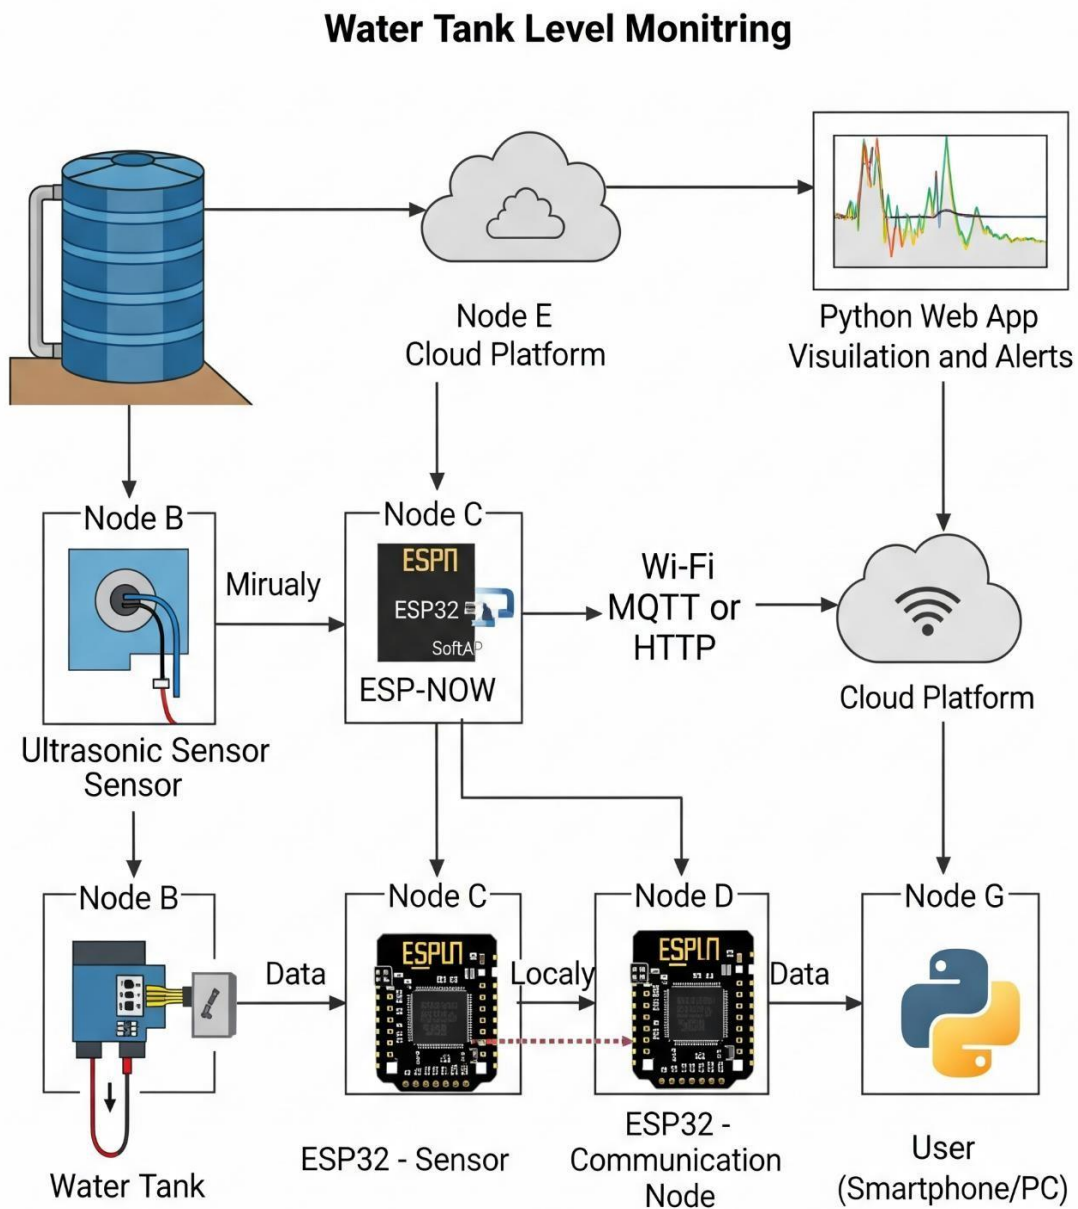 Water Tank Level Monitring
Node E
Cloud Platform
Python Web App
Visuilation and Alerts
Node B
Mirualy
Ultrasonic Sensor
Sensor
Node C
ESPП
ESP32
SoftAP
ESP-NOW
Wi-Fi
MQTT or
HTTP
Cloud Platform
Node B
Data
Water Tank
Node C
Localy
ESP32 - Sensor
Node D
Data
ESP32 -
Communication
Node
Node G
User
(Smartphone/PC)